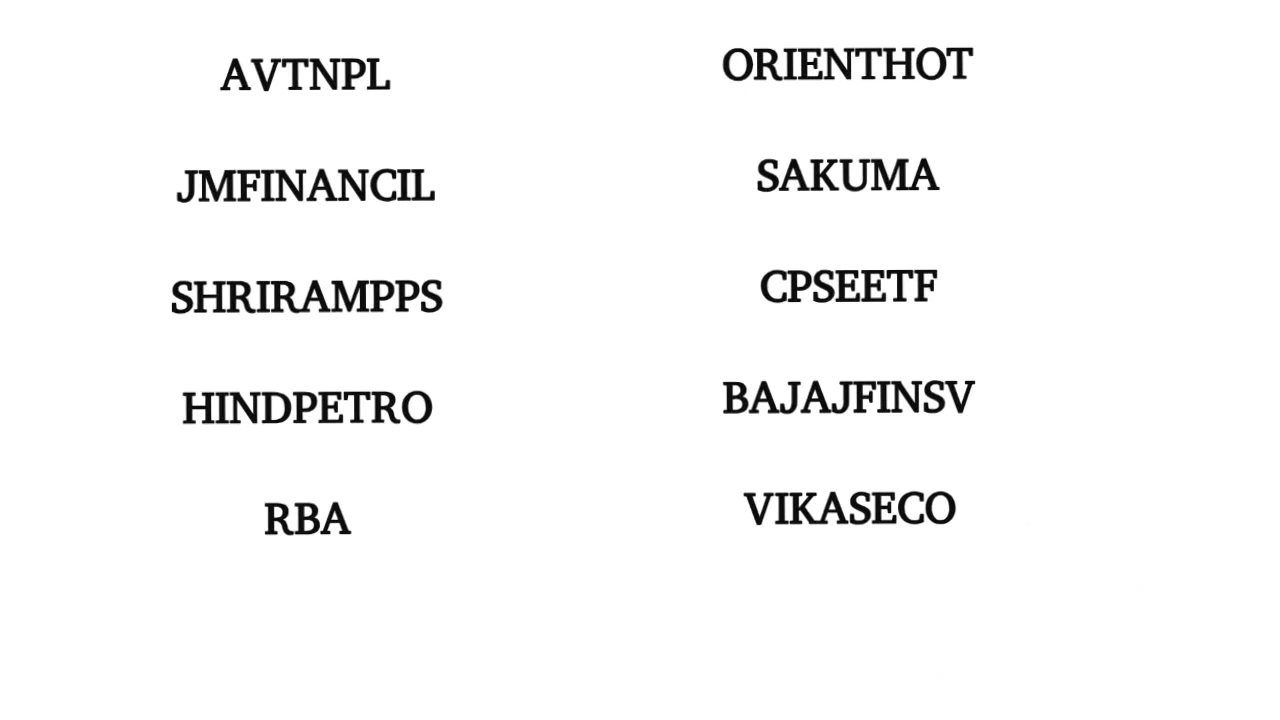 AVTNPL
JMFINANCIL
SHRIRAMPPS
HINDPETRO
RBA
ORIENTHOT
SAKUMA
CPSEETF
BAJAJFINSV
VIKASECO